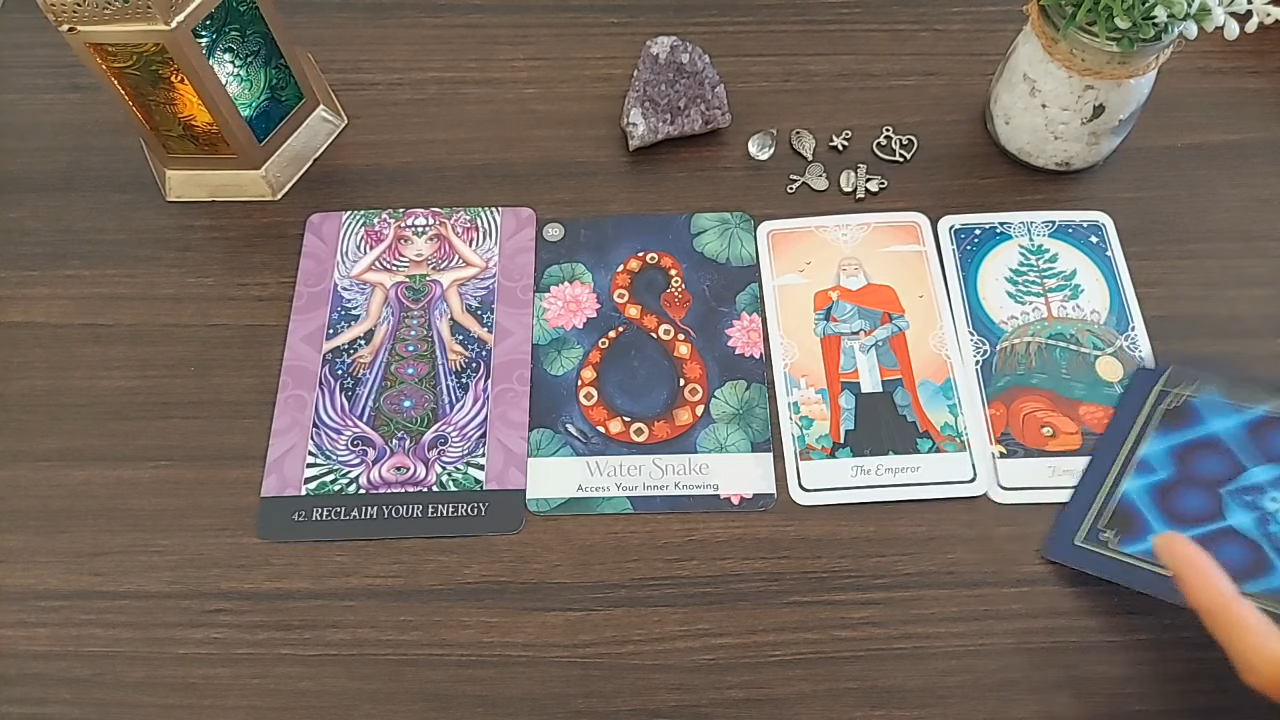 42. RECLAIM YOUR ENERGY
30
Water Snake
Access Your Inner Knowing
The Emperor